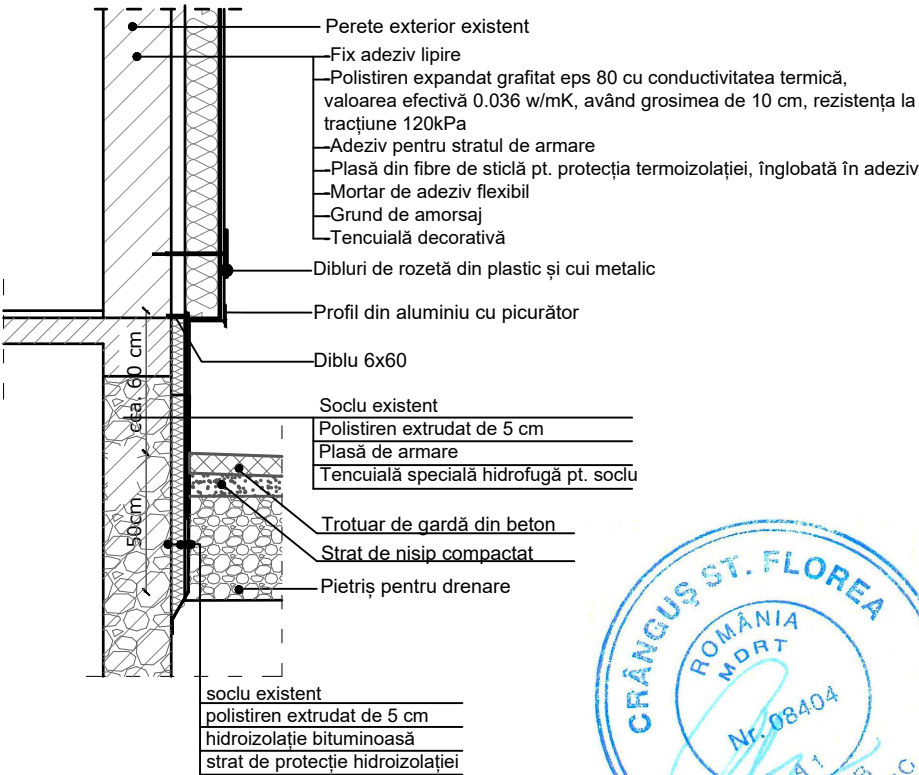 Perete exterior existent
Fix adeziv lipire
Polistiren expandat grafitat eps 80 cu conductivitatea termică,
valoarea efectivă 0.036 w/mK, având grosimea de 10 cm, rezistența la
tracțiune 120kPa
Adeziv pentru stratul de armare
Plasă din fibre de sticlă pt. protecția termoizolației, înglobată în adeziv
Mortar de adeziv flexibil
Grund de amorsaj
Tencuială decorativă
Dibluri de rozetă din plastic și cui metalic
Profil din aluminiu cu picurător
Diblu 6x60
cca. 60 cm
Soclu existent
Polistiren extrudat de 5 cm
Plasă de armare
Tencuială specială hidrofugă pt. soclu
50cm
Trotuar de gardă din beton
Strat de nisip compactat
Pietriș pentru drenare
soclu existent
polistiren extrudat de 5 cm
hidroizolație bituminoasă
strat de protecție hidroizolației
CRÂNGUȘ ST. FLOREA
ROMÂNIA
MDRT
Nr. 08404